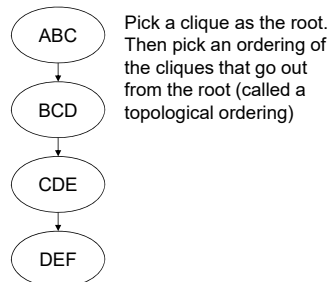 ABC
BCD
CDE
DEF
Pick a clique as the root.
Then pick an ordering of
the cliques that go out
from the root (called a
topological ordering)